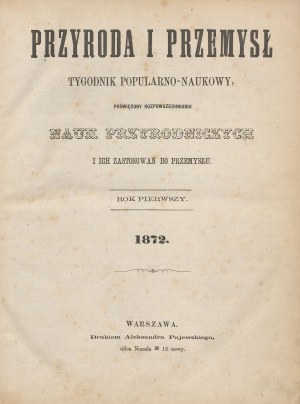 PRZYRODA I PRZEMYSŁ
TYGODNIK POPULARNO-NAUKOWY,
POŚWIĘCONY ROZPOWSZECHNIANIU
NAUK PRZYRODNICZYCH
I ICH ZASTOSOWAŃ DO PRZEMYSŁU.
ROK PIERWSZY.
1872.
WARSZAWA.
Drukiem Aleksandra Pajewskiego,
ulica Niecała № 12 nowy.